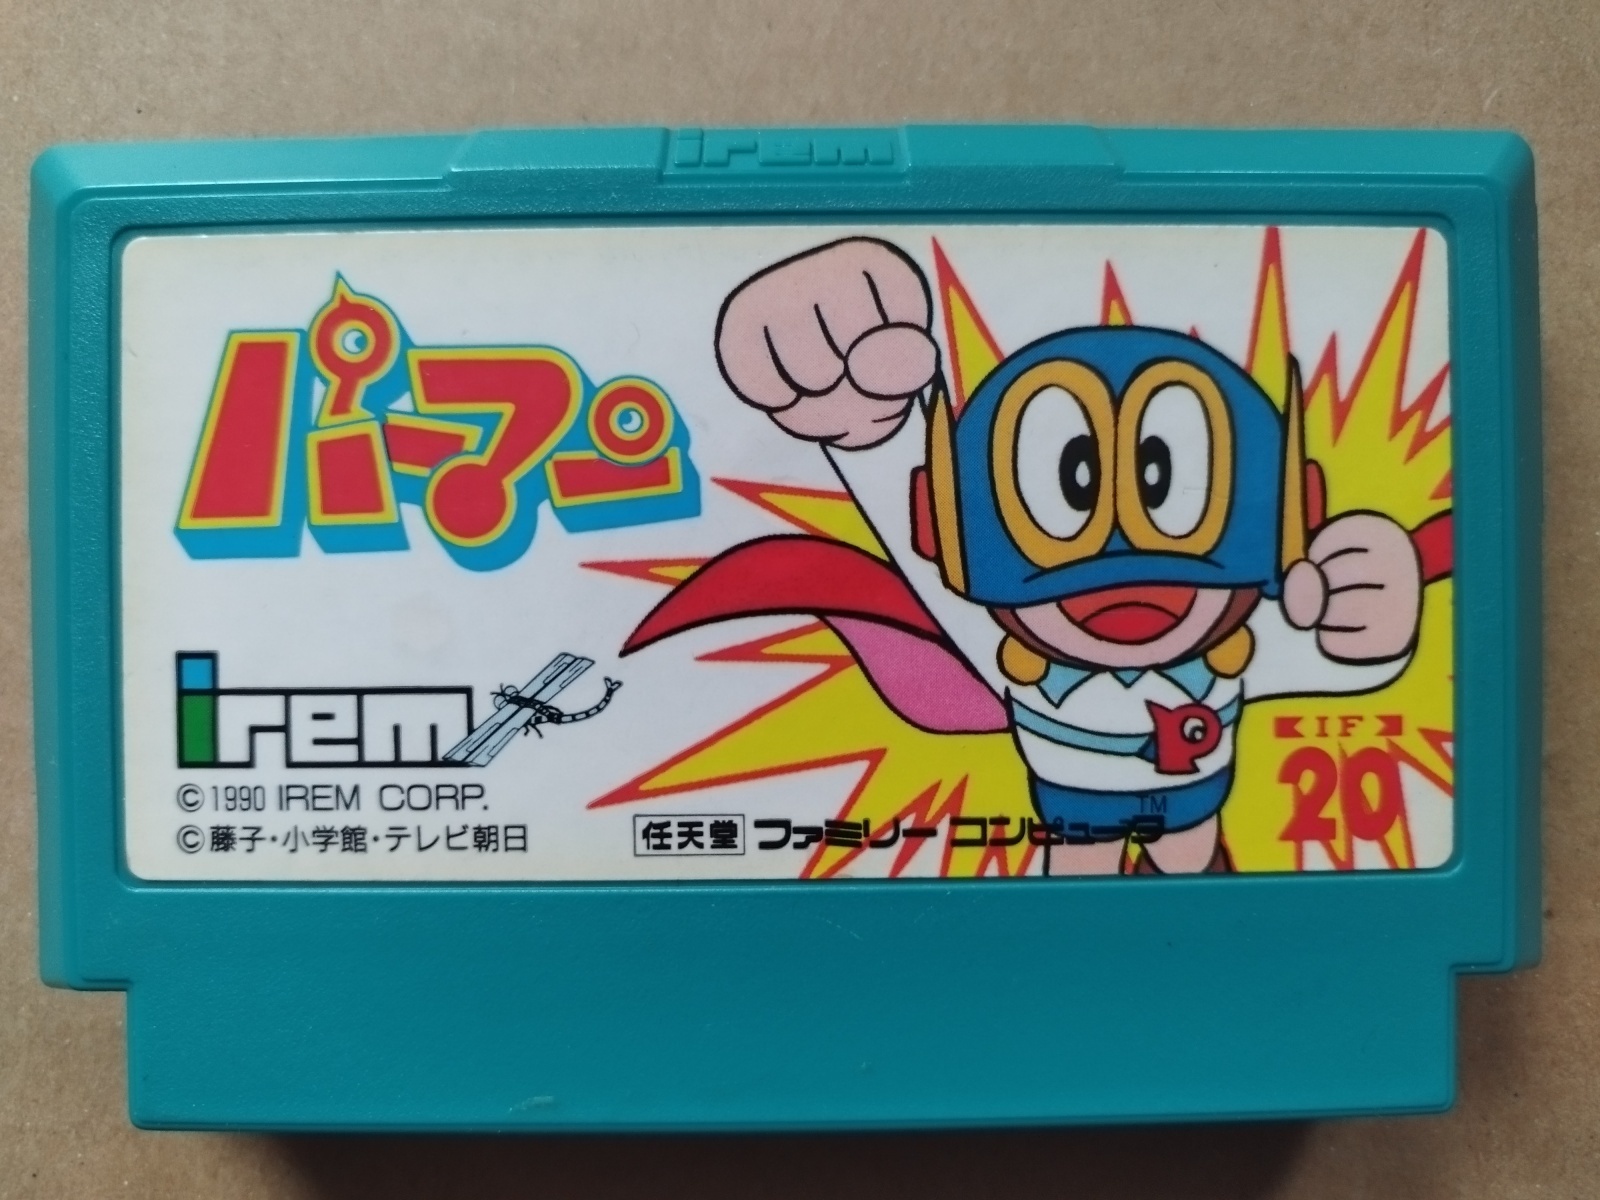 irem
パーマン
irem
© 1990 IREM CORP.
© 藤子・小学館・テレビ朝日
任天堂 ファミリーコンピュータ TM
P
IF
20